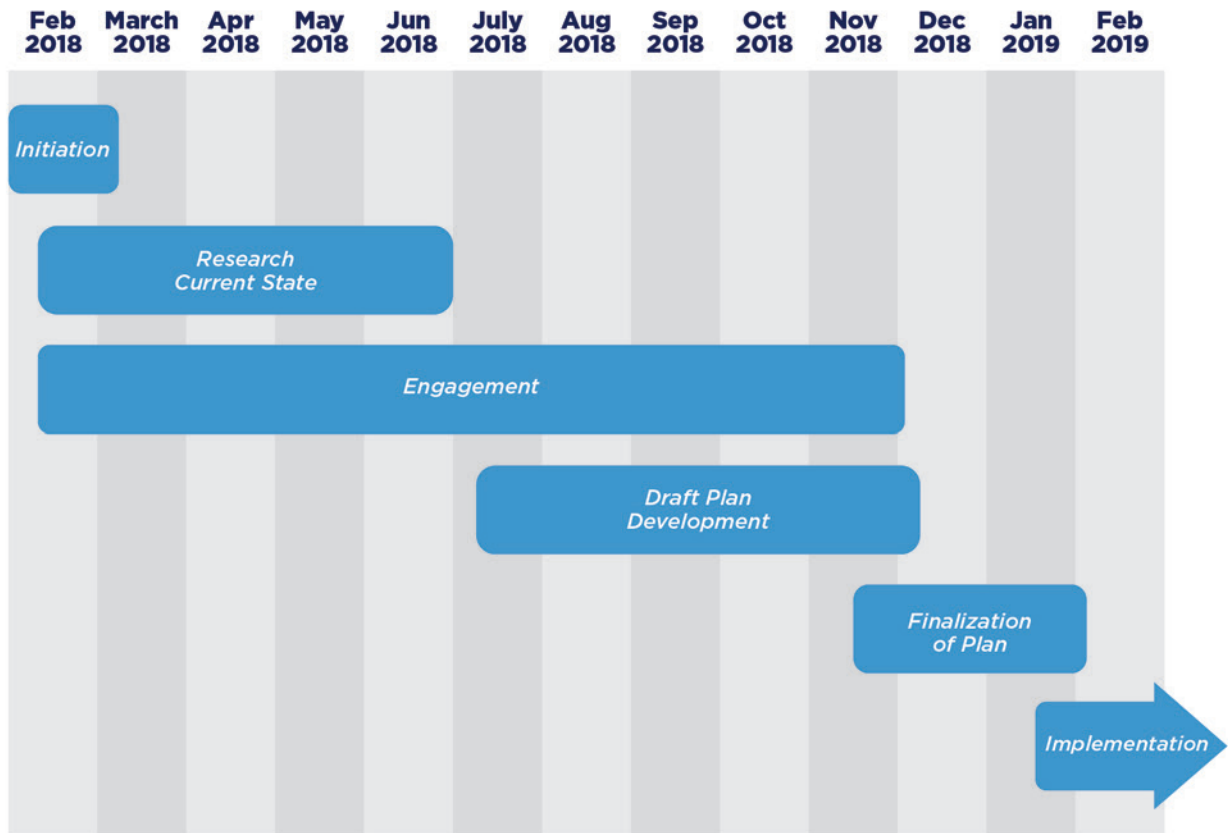 Feb March Apr May Jun July Aug Sep Oct Nov Dec Jan Feb
2018 2018 2018 2018 2018 2018 2018 2018 2018 2018 2018 2019 2019
Initiation
Research
Current State
Engagement
Draft Plan
Development
Finalization
of Plan
Implementation